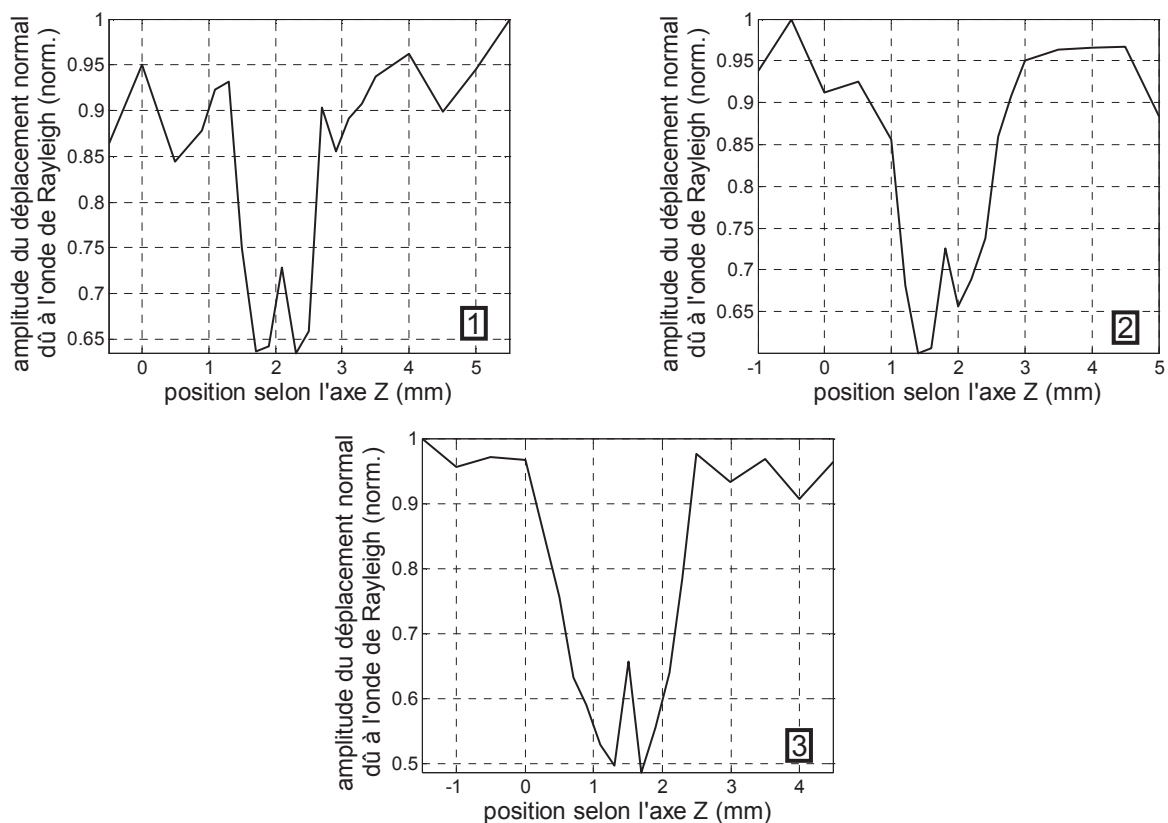 amplitude du déplacement normal
dû à l'onde de Rayleigh (norm.)
1
0.95
0.9
0.85
0.8
0.75
0.7
0.65
0 1 2 3 4 5
position selon l'axe Z (mm)
1
amplitude du déplacement normal
dû à l'onde de Rayleigh (norm.)
1
0.95
0.9
0.85
0.8
0.75
0.7
0.65
-1 0 1 2 3 4 5
position selon l'axe Z (mm)
2
amplitude du déplacement normal
dû à l'onde de Rayleigh (norm.)
1
0.9
0.8
0.7
0.6
0.5
-1 0 1 2 3 4
position selon l'axe Z (mm)
3